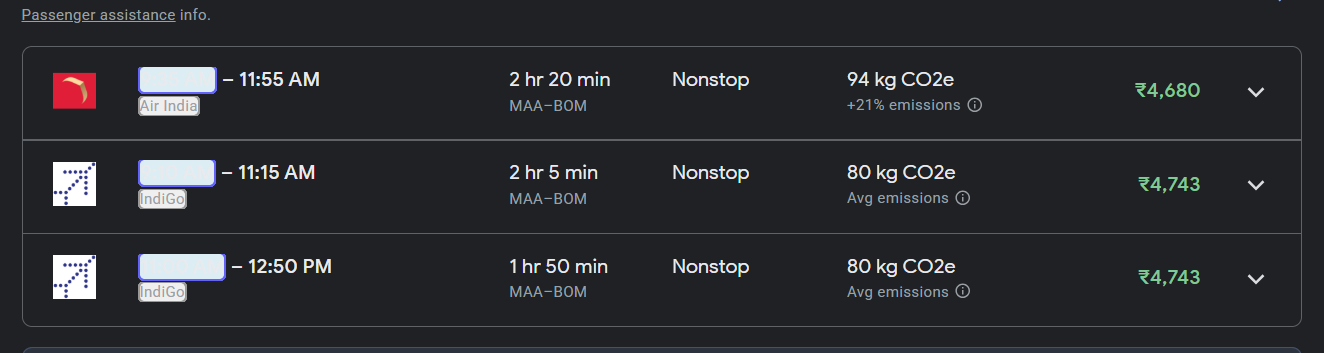 Passenger assistance info.
– 11:55 AM
Air India
2 hr 20 min
MAA–BOM
Nonstop
94 kg CO2e
+21% emissions
₹4,680
– 11:15 AM
IndiGo
2 hr 5 min
MAA–BOM
Nonstop
80 kg CO2e
Avg emissions
₹4,743
– 12:50 PM
IndiGo
1 hr 50 min
MAA–BOM
Nonstop
80 kg CO2e
Avg emissions
₹4,743